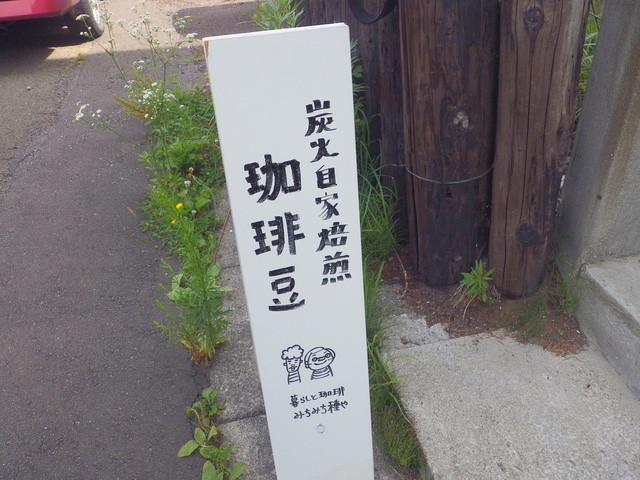 炭火自家焙煎
珈琲豆
暮らしと珈琲
みちみち種や